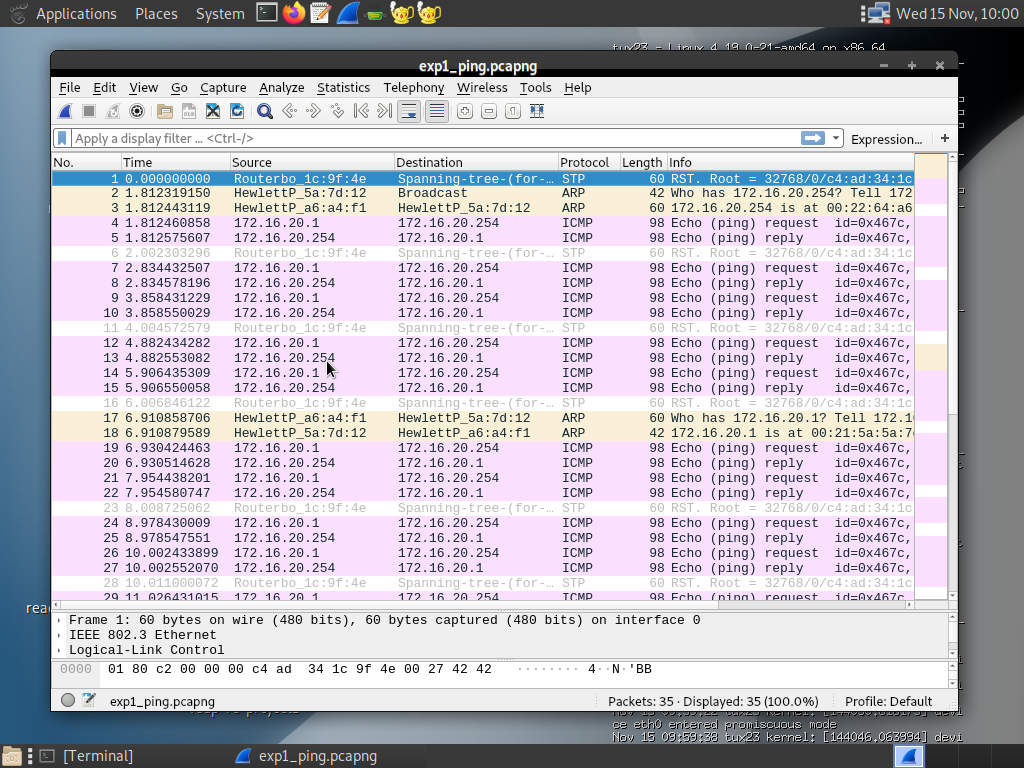 Applications Places System Wed 15 Nov, 10:00
tux23 - Linux 4.19.0-21-amd64 on x86_64
exp1_ping.pcapng
File Edit View Go Capture Analyze Statistics Telephony Wireless Tools Help
Apply a display filter ... <Ctrl-/> Expression... +
No. Time Source Destination Protocol Length Info
1 0.000000000 Routerbo_1c:9f:4e Spanning-tree-(for-… STP 60 RST. Root = 32768/0/c4:ad:34:1c
2 1.812319150 HewlettP_5a:7d:12 Broadcast ARP 42 Who has 172.16.20.254? Tell 172
3 1.812443119 HewlettP_a6:a4:f1 HewlettP_5a:7d:12 ARP 60 172.16.20.254 is at 00:22:64:a6
4 1.812460858 172.16.20.1 172.16.20.254 ICMP 98 Echo (ping) request id=0x467c,
5 1.812575607 172.16.20.254 172.16.20.1 ICMP 98 Echo (ping) reply id=0x467c,
6 2.002303296 Routerbo_1c:9f:4e Spanning-tree-(for-… STP 60 RST. Root = 32768/0/c4:ad:34:1c
7 2.834432507 172.16.20.1 172.16.20.254 ICMP 98 Echo (ping) request id=0x467c,
8 2.834578196 172.16.20.254 172.16.20.1 ICMP 98 Echo (ping) reply id=0x467c,
9 3.858431229 172.16.20.1 172.16.20.254 ICMP 98 Echo (ping) request id=0x467c,
10 3.858550029 172.16.20.254 172.16.20.1 ICMP 98 Echo (ping) reply id=0x467c,
11 4.004572579 Routerbo_1c:9f:4e Spanning-tree-(for-… STP 60 RST. Root = 32768/0/c4:ad:34:1c
12 4.882434282 172.16.20.1 172.16.20.254 ICMP 98 Echo (ping) request id=0x467c,
13 4.882553082 172.16.20.254 172.16.20.1 ICMP 98 Echo (ping) reply id=0x467c,
14 5.906435309 172.16.20.1 172.16.20.254 ICMP 98 Echo (ping) request id=0x467c,
15 5.906550058 172.16.20.254 172.16.20.1 ICMP 98 Echo (ping) reply id=0x467c,
16 6.006846122 Routerbo_1c:9f:4e Spanning-tree-(for-… STP 60 RST. Root = 32768/0/c4:ad:34:1c
17 6.910858706 HewlettP_a6:a4:f1 HewlettP_5a:7d:12 ARP 60 Who has 172.16.20.1? Tell 172.1
18 6.910879589 HewlettP_5a:7d:12 HewlettP_a6:a4:f1 ARP 42 172.16.20.1 is at 00:21:5a:5a:7
19 6.930424463 172.16.20.1 172.16.20.254 ICMP 98 Echo (ping) request id=0x467c,
20 6.930514628 172.16.20.254 172.16.20.1 ICMP 98 Echo (ping) reply id=0x467c,
21 7.954438201 172.16.20.1 172.16.20.254 ICMP 98 Echo (ping) request id=0x467c,
22 7.954580747 172.16.20.254 172.16.20.1 ICMP 98 Echo (ping) reply id=0x467c,
23 8.008725062 Routerbo_1c:9f:4e Spanning-tree-(for-… STP 60 RST. Root = 32768/0/c4:ad:34:1c
24 8.978430009 172.16.20.1 172.16.20.254 ICMP 98 Echo (ping) request id=0x467c,
25 8.978547551 172.16.20.254 172.16.20.1 ICMP 98 Echo (ping) reply id=0x467c,
26 10.002433899 172.16.20.1 172.16.20.254 ICMP 98 Echo (ping) request id=0x467c,
27 10.002552070 172.16.20.254 172.16.20.1 ICMP 98 Echo (ping) reply id=0x467c,
28 10.011000072 Routerbo_1c:9f:4e Spanning-tree-(for-… STP 60 RST. Root = 32768/0/c4:ad:34:1c
29 11.026431015 172.16.20.1 172.16.20.254 ICMP 98 Echo (ping) request id=0x467c,
Frame 1: 60 bytes on wire (480 bits), 60 bytes captured (480 bits) on interface 0
IEEE 802.3 Ethernet
Logical-Link Control
0000 01 80 c2 00 00 00 c4 ad 34 1c 9f 4e 00 27 42 42 ········ 4··N·'BB
exp1_ping.pcapng Packets: 35 · Displayed: 35 (100.0%) Profile: Default
ce eth0 entered promiscuous mode
Nov 15 09:59:38 tux23 kernel: [144046.063994] devi
[Terminal] exp1_ping.pcapng